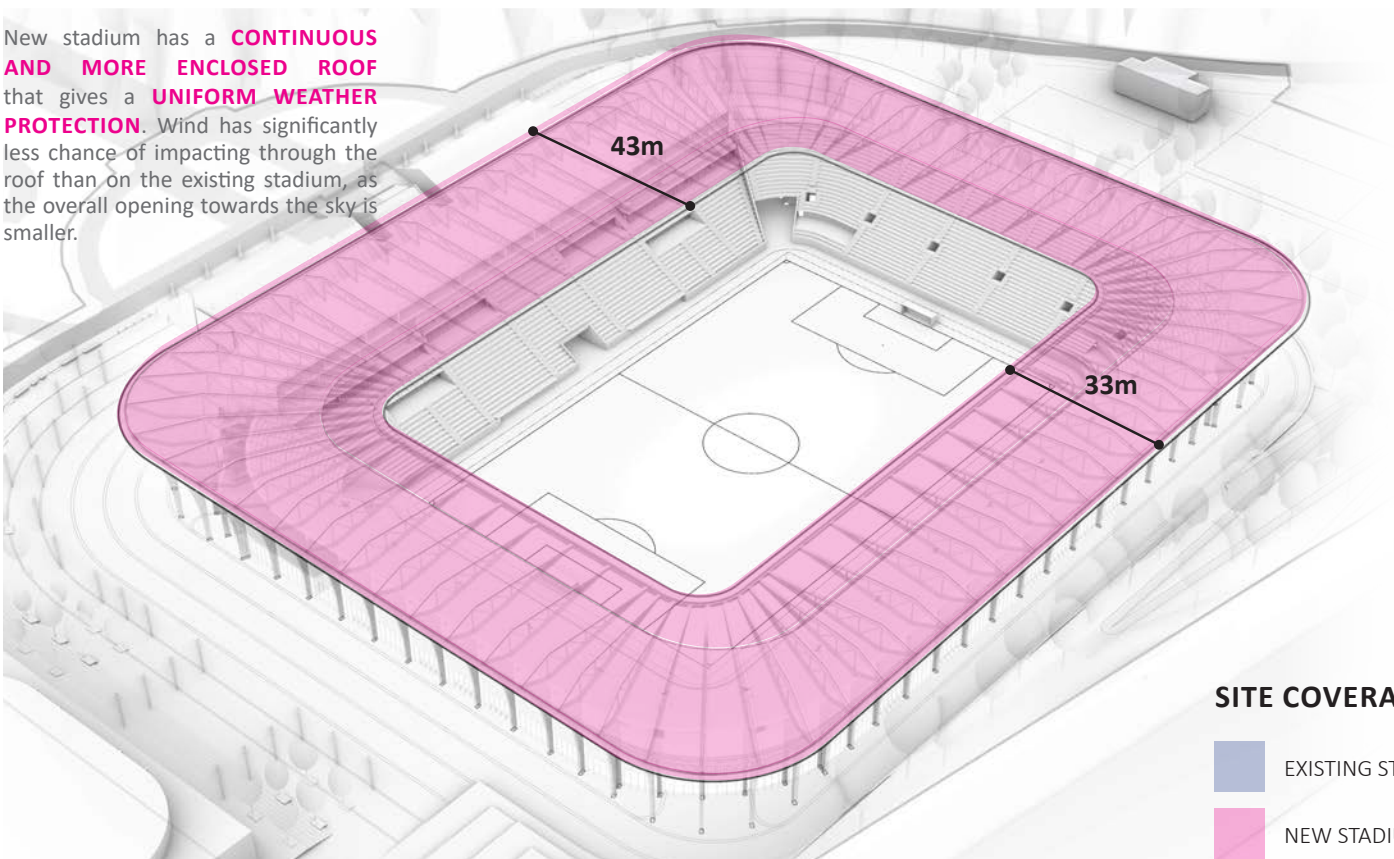 New stadium has a CONTINUOUS
AND MORE ENCLOSED ROOF
that gives a UNIFORM WEATHER
PROTECTION. Wind has significantly
less chance of impacting through the
roof than on the existing stadium, as
the overall opening towards the sky is
smaller.
43m
33m
SITE COVERA
EXISTING ST
NEW STADI